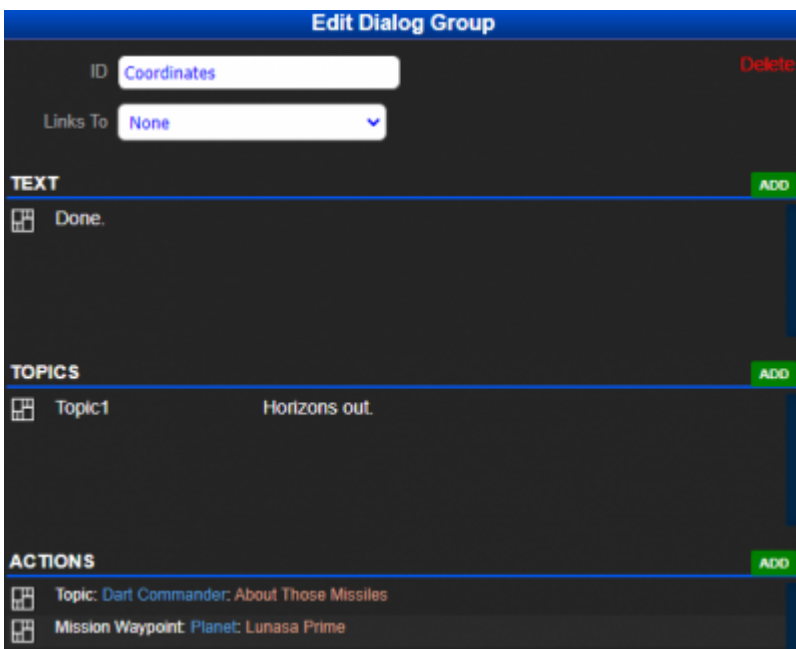 Edit Dialog Group
ID Coordinates Delete
Links To None
TEXT ADD
Done.
TOPICS ADD
Topic1 Horizons out.
ACTIONS ADD
Topic: Dart Commander: About Those Missiles
Mission Waypoint: Planet: Lunasa Prime